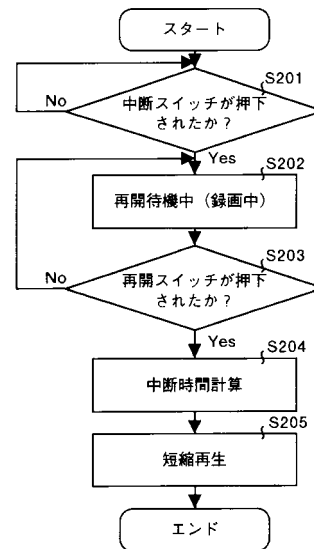 スタート
S201
中断スイッチが押下
されたか？
No
Yes
S202
再開待機中（録画中）
S203
再開スイッチが押下
されたか？
No
Yes
S204
中断時間計算
S205
短縮再生
エンド